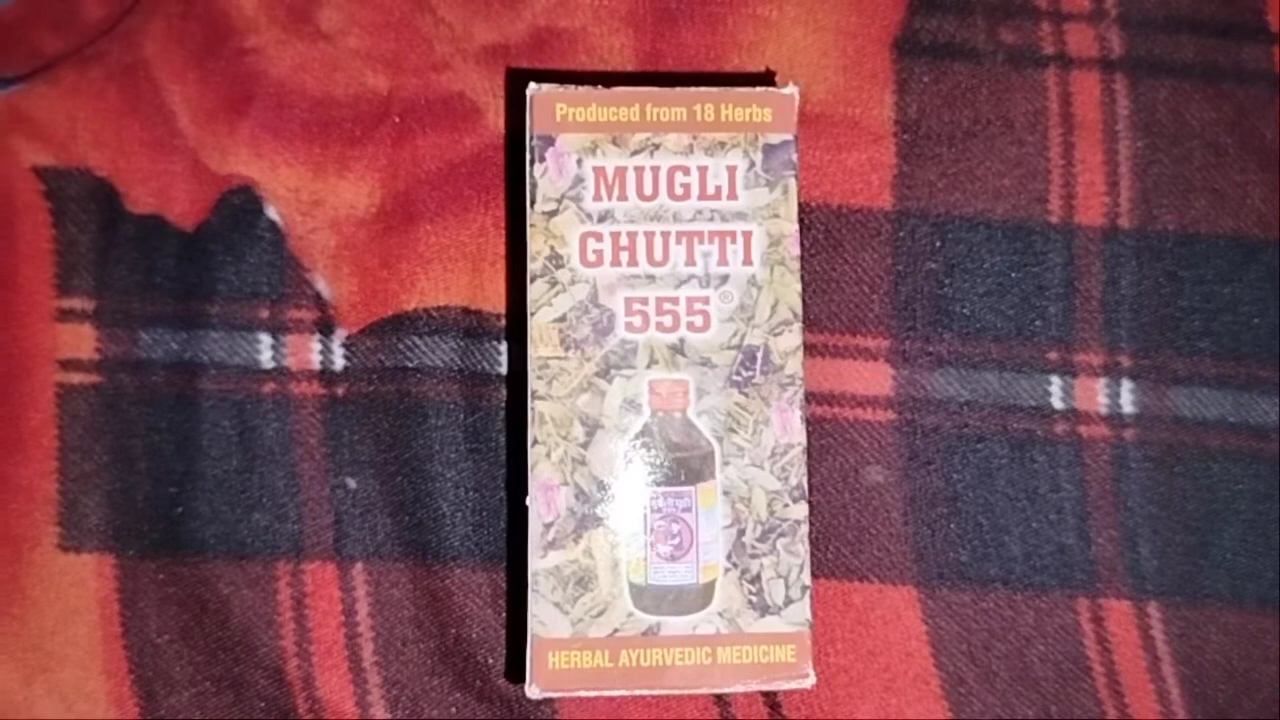 Produced from 18 Herbs
MUGLI
GHUTTI
555®
HERBAL AYURVEDIC MEDICINE